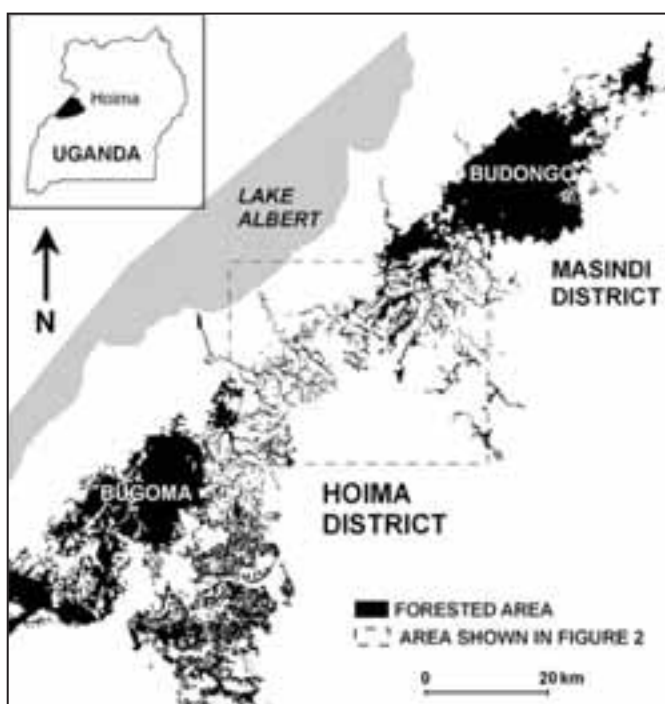 Hoima
UGANDA
LAKE
ALBERT
N
BUDONGO
MASINDI
DISTRICT
BUGOMA
HOIMA
DISTRICT
FORESTED AREA
AREA SHOWN IN FIGURE 2
0 20 km